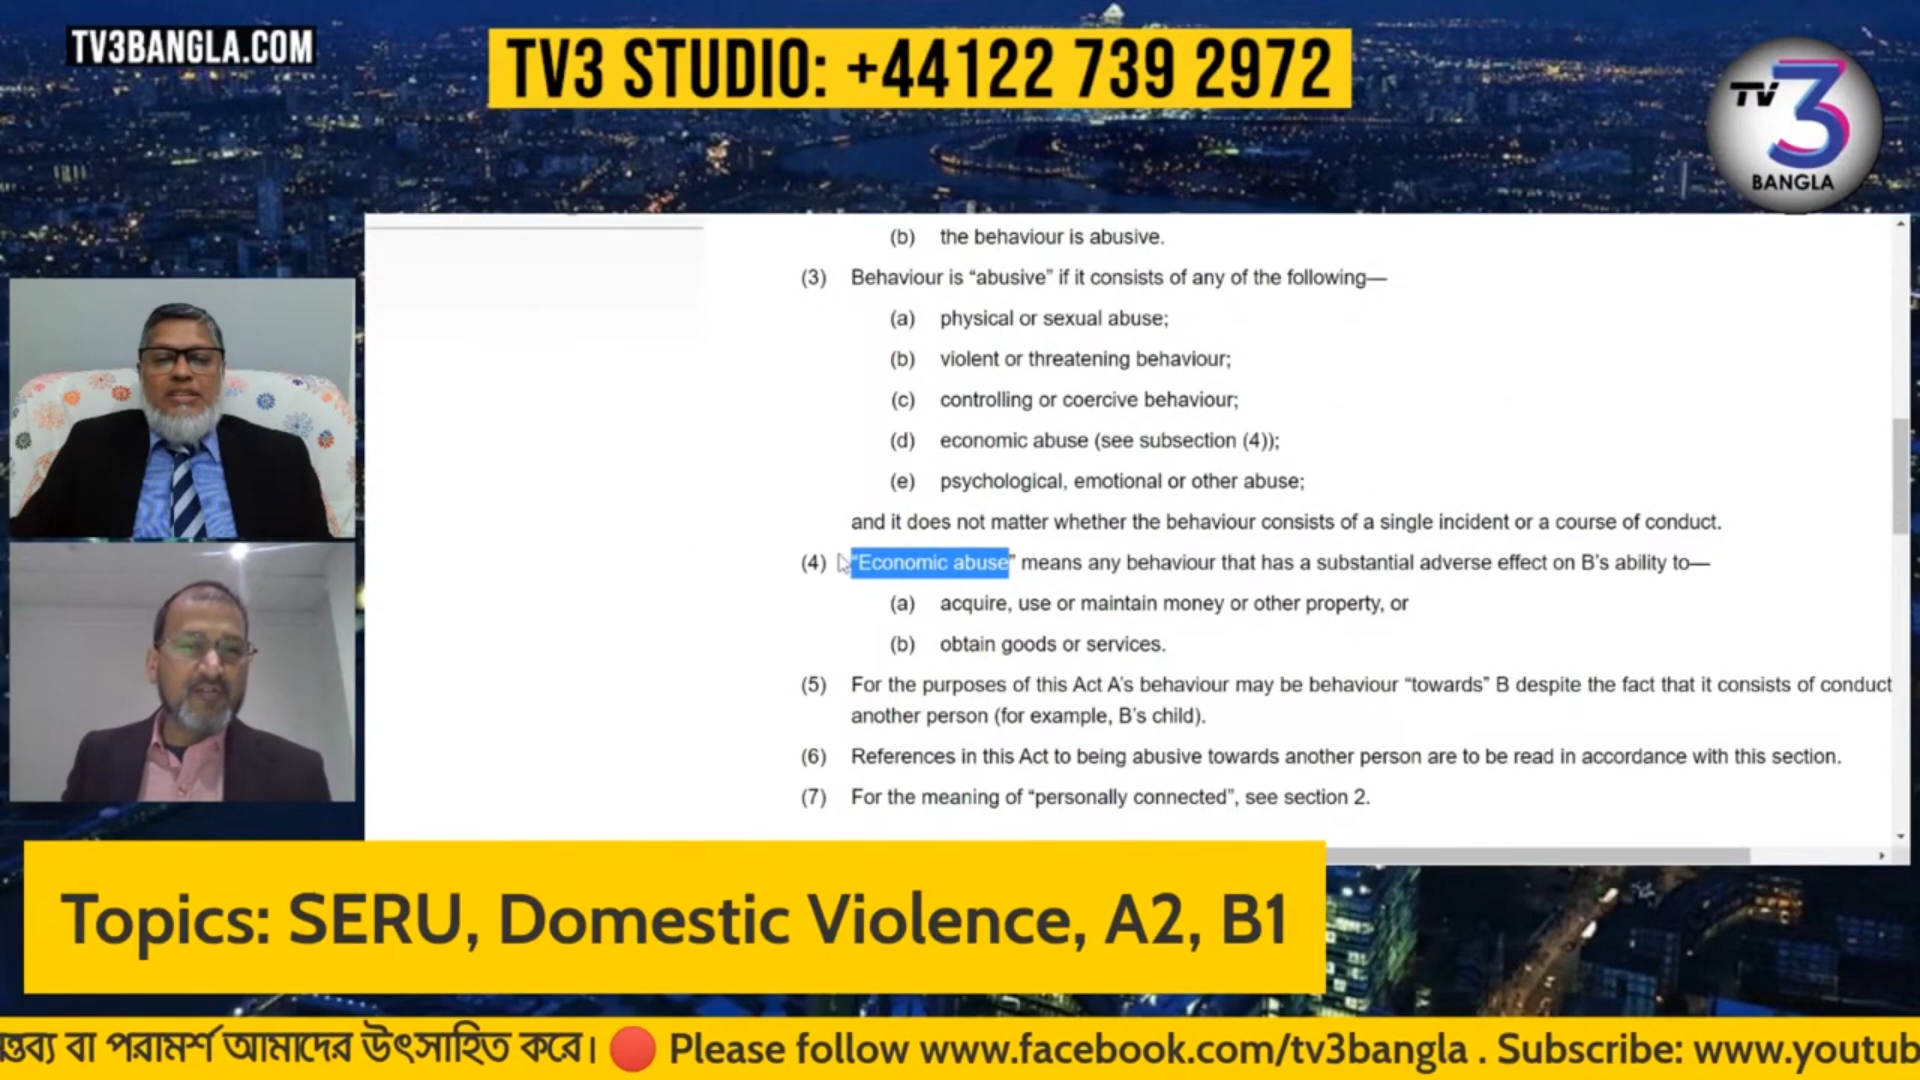 TV3BANGLA.COM
TV3 STUDIO: +44122 739 2972
TV3
BANGLA
(b) the behaviour is abusive.
(3) Behaviour is “abusive” if it consists of any of the following—
(a) physical or sexual abuse;
(b) violent or threatening behaviour;
(c) controlling or coercive behaviour;
(d) economic abuse (see subsection (4));
(e) psychological, emotional or other abuse;
and it does not matter whether the behaviour consists of a single incident or a course of conduct.
(4) “Economic abuse” means any behaviour that has a substantial adverse effect on B’s ability to—
(a) acquire, use or maintain money or other property, or
(b) obtain goods or services.
(5) For the purposes of this Act A’s behaviour may be behaviour “towards” B despite the fact that it consists of conduct
another person (for example, B’s child).
(6) References in this Act to being abusive towards another person are to be read in accordance with this section.
(7) For the meaning of “personally connected”, see section 2.
Topics: SERU, Domestic Violence, A2, B1
বা পরামর্শ আমাদের উৎসাহিত করে। Please follow www.facebook.com/tv3bangla . Subscribe: www.youtub